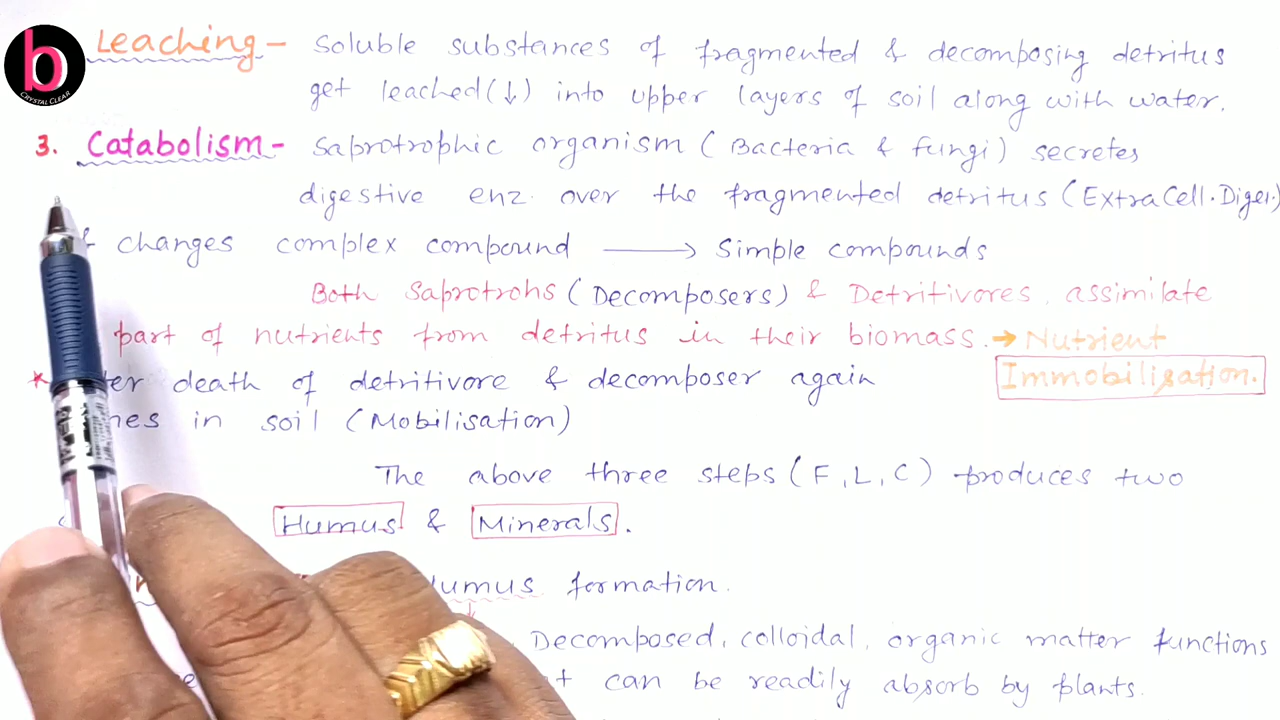 b
CRYSTAL CLEAR
Leaching - Soluble substances of fragmented & decomposing detritus
get leached (↓) into upper layers of soil along with water.
3. Catabolism - Saprotrophic organism (Bacteria & fungi) secretes
digestive enz. over the fragmented detritus (ExtraCell. Diges.)
changes complex compound ⟶ Simple compounds
Both Saprotrohs (Decomposers) & Detritivores, assimilate
part of nutrients from detritus in their biomass. → Nutrient
Immobilisation.
* death of detritivore & decomposer again
in soil (Mobilisation)
The above three steps (F, L, C) produces two
Humus & Minerals.
formation.
Decomposed, colloidal, organic matter functions
can be readily absorb by plants.